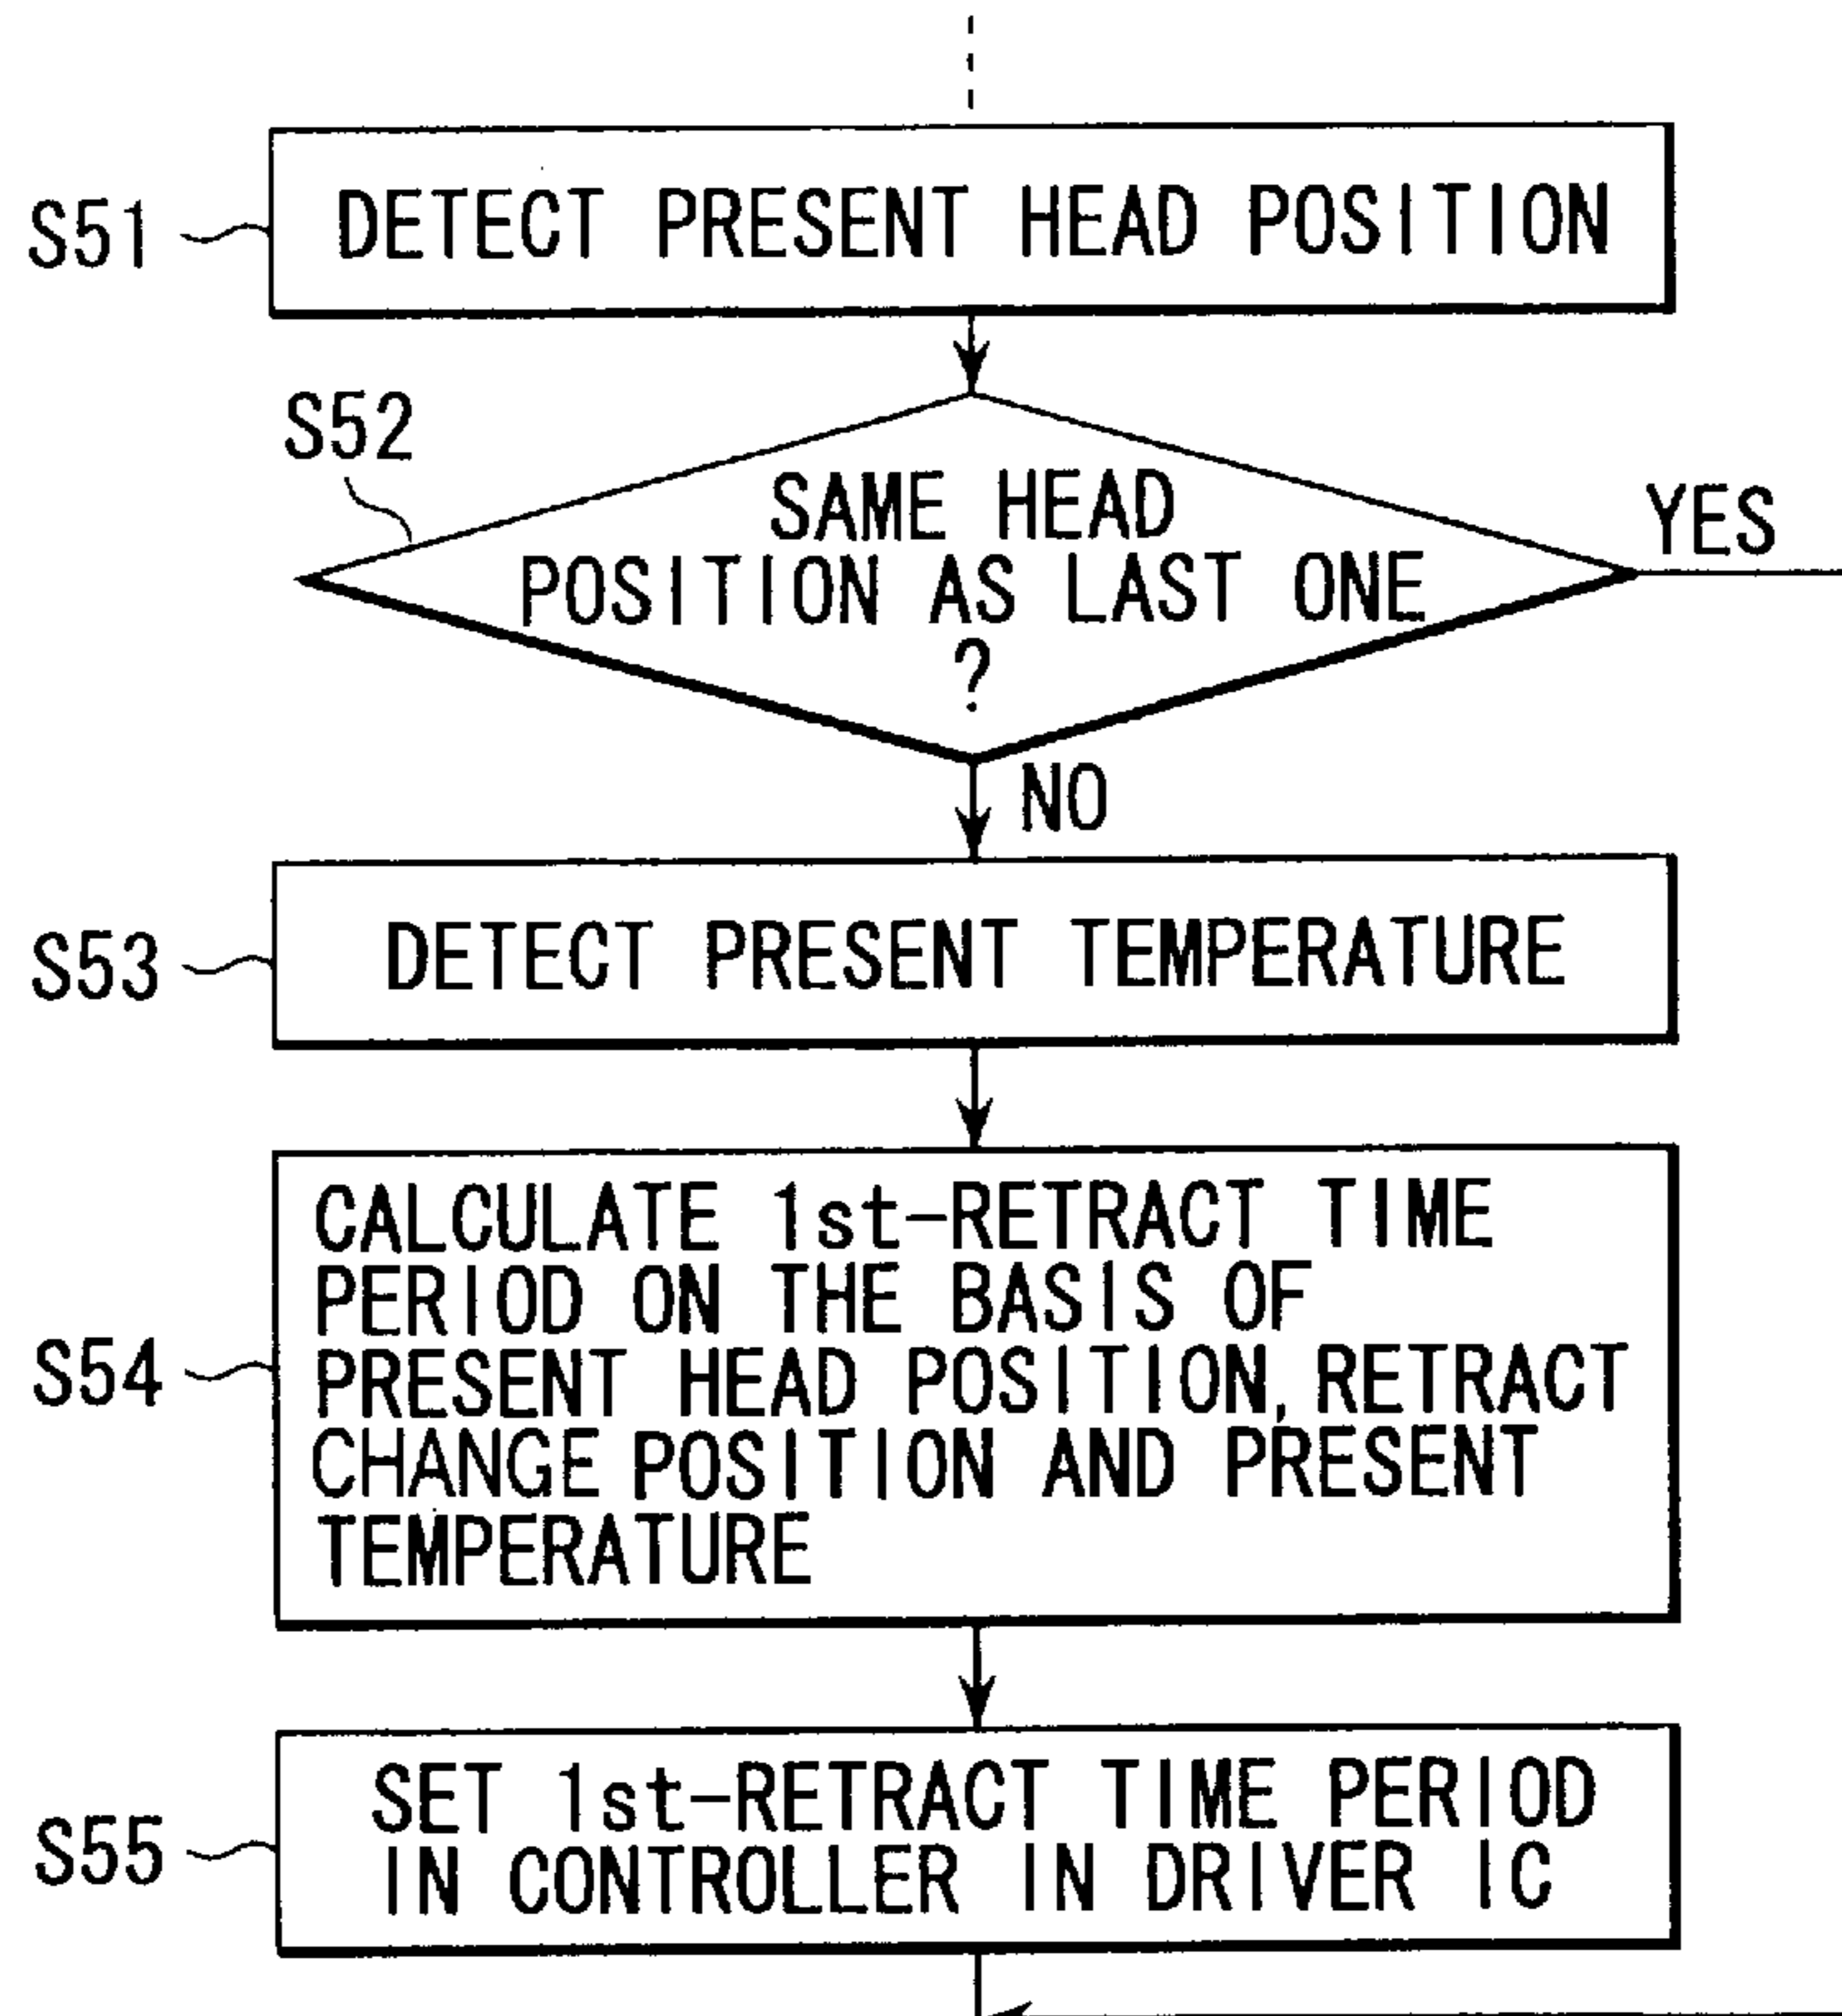 S51
DETECT PRESENT HEAD POSITION
S52
SAME HEAD
POSITION AS LAST ONE
?
YES
NO
S53
DETECT PRESENT TEMPERATURE
S54
CALCULATE 1st-RETRACT TIME
PERIOD ON THE BASIS OF
PRESENT HEAD POSITION, RETRACT
CHANGE POSITION AND PRESENT
TEMPERATURE
S55
SET 1st-RETRACT TIME PERIOD
IN CONTROLLER IN DRIVER IC